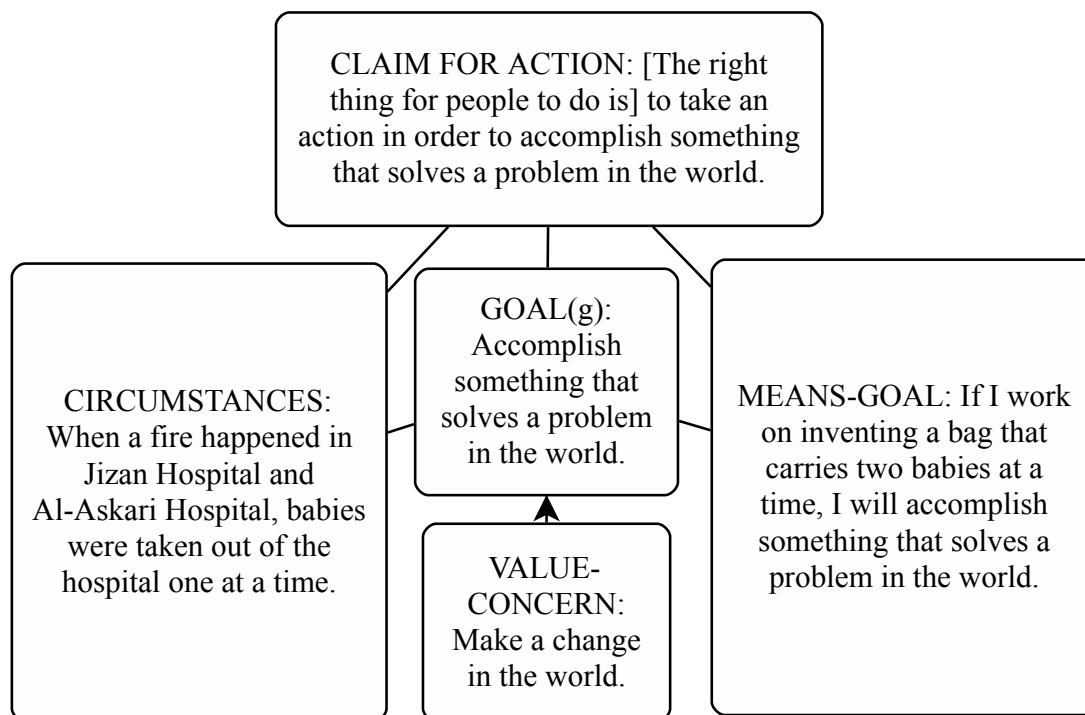 CLAIM FOR ACTION: [The right
thing for people to do is] to take an
action in order to accomplish something
that solves a problem in the world.
CIRCUMSTANCES:
When a fire happened in
Jizan Hospital and
Al-Askari Hospital, babies
were taken out of the
hospital one at a time.
GOAL(g):
Accomplish
something that
solves a problem
in the world.
VALUE-
CONCERN:
Make a change
in the world.
MEANS-GOAL: If I work
on inventing a bag that
carries two babies at a
time, I will accomplish
something that solves a
problem in the world.